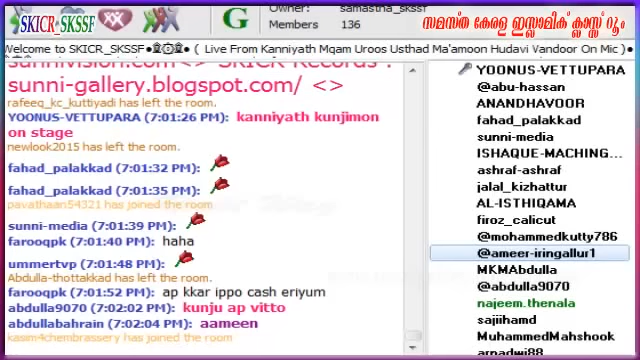 Owner: samastha_skssf
Members 136
SKICR_SKSSF
സമസ്ത കേരള ഇസ്ലാമിക് ക്ലാസ്സ് റൂം
Welcome to SKICR_SKSSF ( Live From Kanniyath Mqam Uroos Usthad Ma'amoon Hudavi Vandoor On Mic )
sunnivision.com<> SKICR Records :
sunni-gallery.blogspot.com/ <>
rafeeq_kc_kuttiyadi has left the room.
YOONUS-VETTUPARA (7:01:26 PM): kanniyath kunjimon
on stage
newlook2015 has left the room.
fahad_palakkad (7:01:32 PM):
fahad_palakkad (7:01:35 PM):
pavathaan54321 has joined the room
sunni-media (7:01:39 PM):
farooqpk (7:01:40 PM): haha
ummertvp (7:01:48 PM):
Abdulla-thottakkad has left the room.
farooqpk (7:01:52 PM): ap kkar ippo cash eriyum
abdulla9070 (7:02:02 PM): kunju ap vitto
abdullabahrain (7:02:04 PM): aameen
kasim4chembrassery has joined the room
YOONUS-VETTUPARA
@abu-hassan
ANANDHAVOOR
fahad_palakkad
sunni-media
ISHAQUE-MACHING...
ashraf-ashraf
jalal_kizhattur
AL-ISTHIQAMA
firoz_calicut
@mohammedkutty786
@ameer-iringallur1
MKMAbdulla
@abdulla9070
najeem.thenala
sajiihamd
MuhammedMahshook
arnadwi88